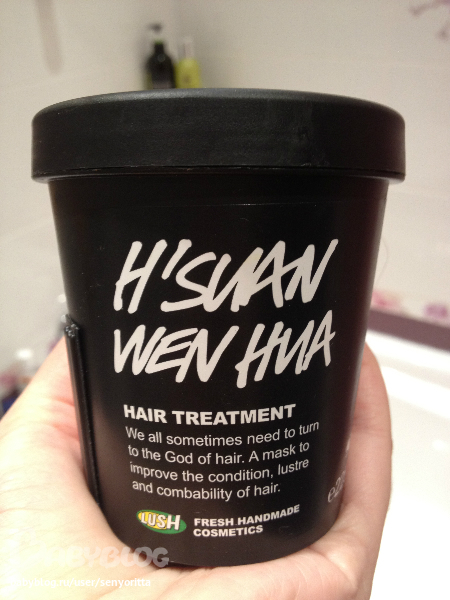 H'SUAN
WEN HUA
HAIR TREATMENT
We all sometimes need to turn
to the God of hair. A mask to
improve the condition, lustre
and combability of hair.
LUSH
FRESH HANDMADE
COSMETICS